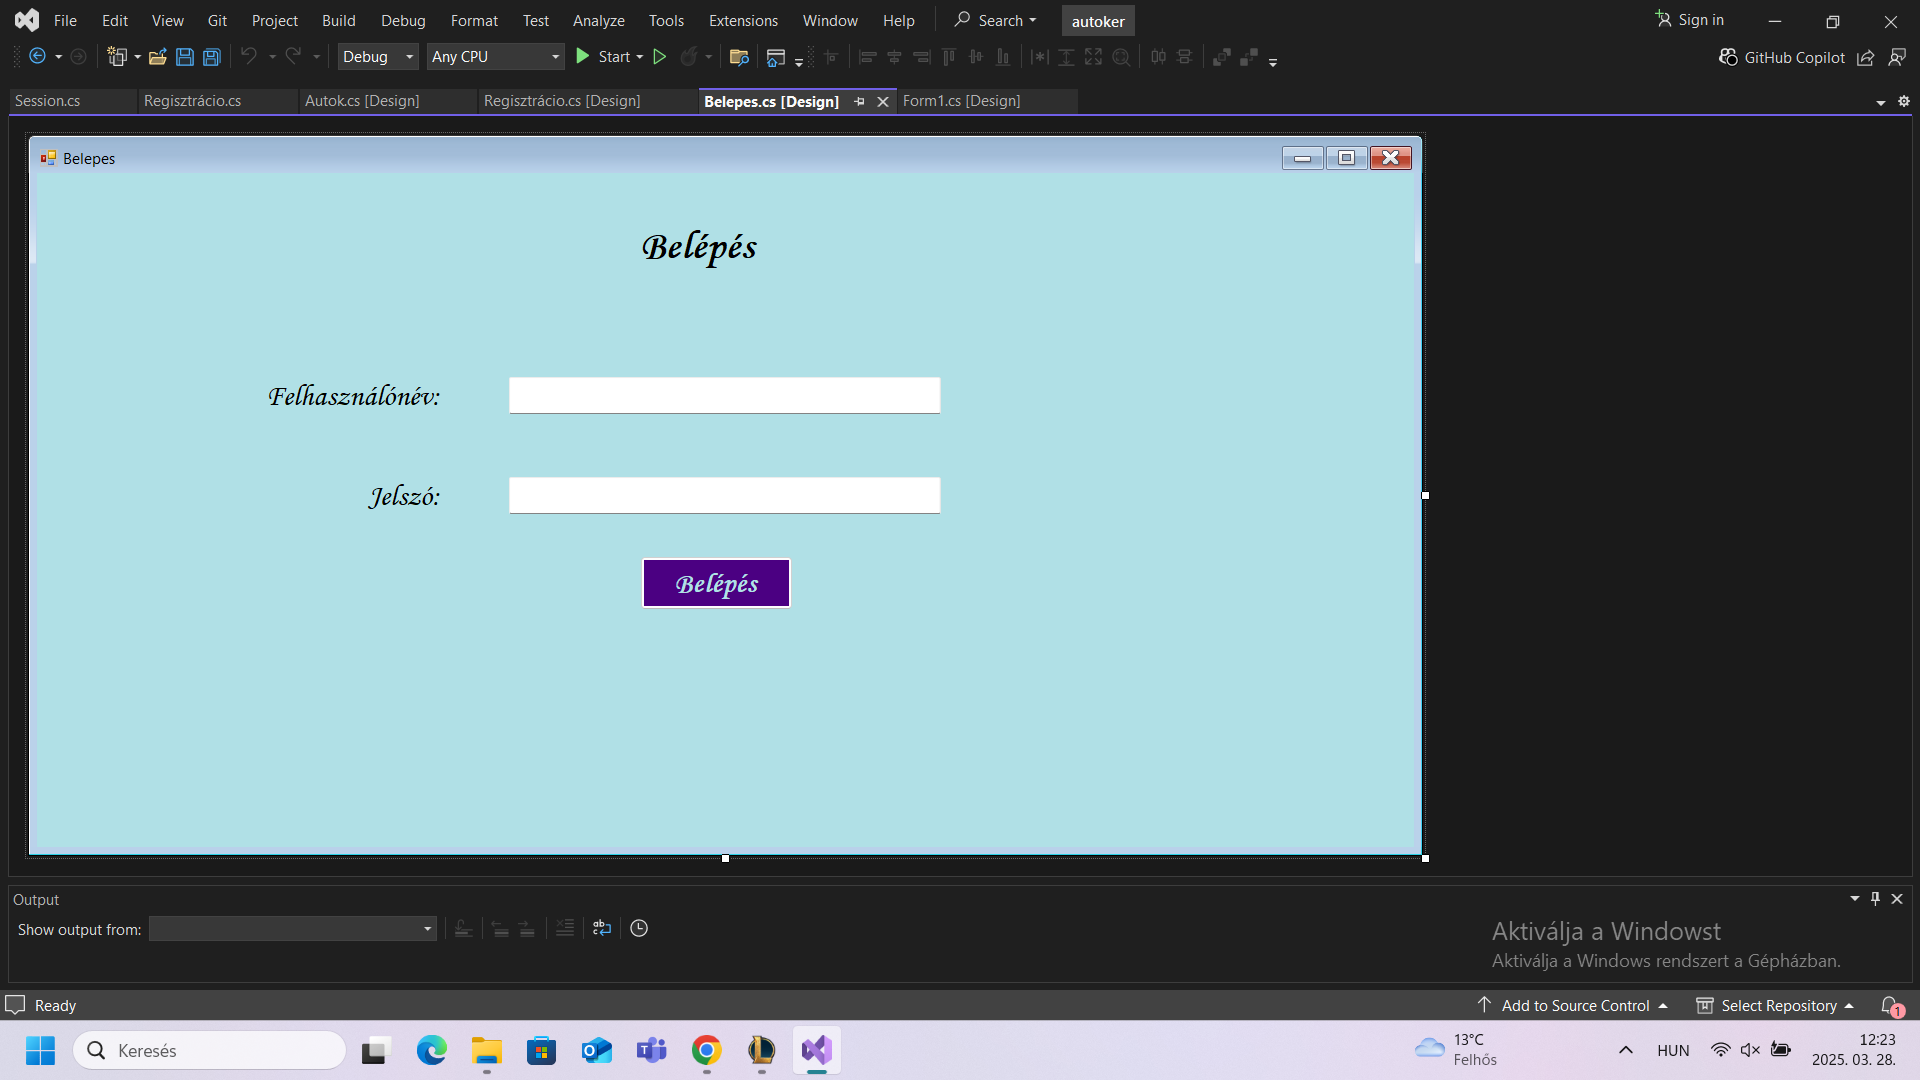 File Edit View Git Project Build Debug Format Test Analyze Tools Extensions Window Help Search autoker Sign in
Debug Any CPU Start GitHub Copilot
Session.cs Regisztrácio.cs Autok.cs [Design] Regisztrácio.cs [Design] Belepes.cs [Design] Form1.cs [Design]
Belepes
Belépés
Felhasználónév:
Jelszó:
Belépés
Output
Show output from:
Aktiválja a Windowst
Aktiválja a Windows rendszert a Gépházban.
Ready Add to Source Control Select Repository 1
Keresés 13°C HUN 12:23
Felhős 2025. 03. 28.